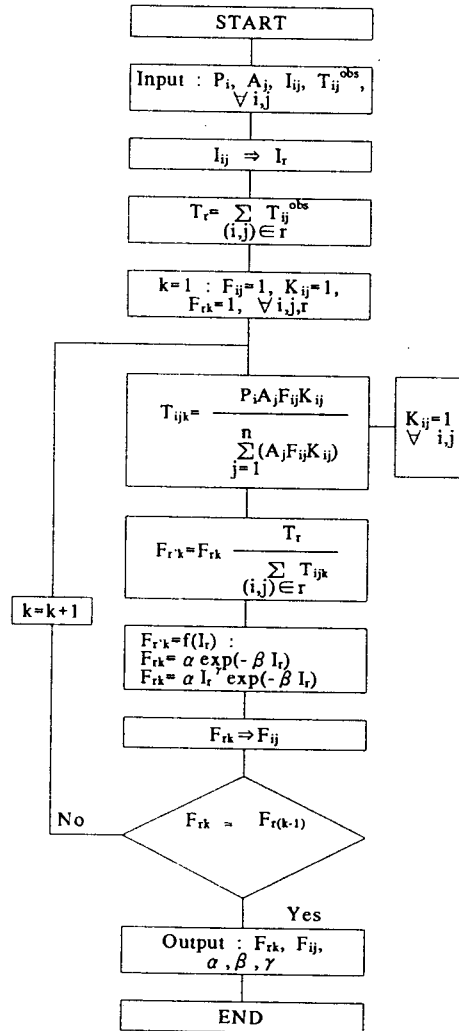 START
Input : P_i, A_j, I_ij, T_ij^obs,
∀ i,j
I_ij ⇒ I_r
T_r= Σ T_ij^obs
(i,j)∈ r
k=1 : F_ij=1, K_ij=1,
F_rk=1, ∀ i,j,r
P_iA_jF_ijK_ij
T_ijk=
n
Σ(A_jF_ijK_ij)
j=1
K_ij=1
∀ i,j
T_r
F_r'k=F_rk
Σ T_ijk
(i,j)∈ r
k=k+1
F_r'k=f(I_r) :
F_rk= α exp(- β I_r)
F_rk= α I_r^γ exp(- β I_r)
F_rk⇒F_ij
No
F_rk = F_r(k-1)
Yes
Output : F_rk, F_ij,
α , β , γ
END